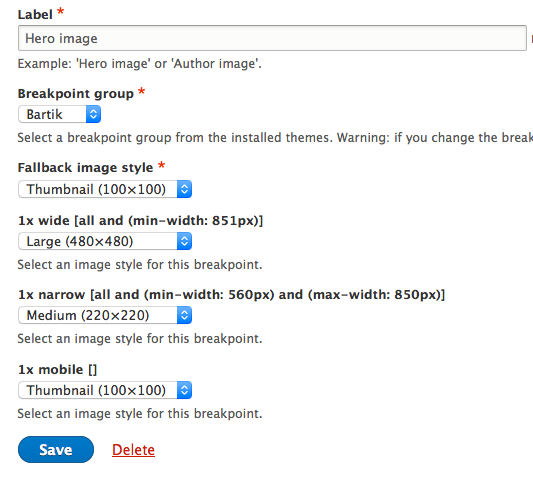 Label *
Hero image
Example: 'Hero image' or 'Author image'.
Breakpoint group *
Bartik
Select a breakpoint group from the installed themes. Warning: if you change the break
Fallback image style *
Thumbnail (100×100)
1x wide [all and (min-width: 851px)]
Large (480×480)
Select an image style for this breakpoint.
1x narrow [all and (min-width: 560px) and (max-width: 850px)]
Medium (220×220)
Select an image style for this breakpoint.
1x mobile []
Thumbnail (100×100)
Select an image style for this breakpoint.
Save Delete